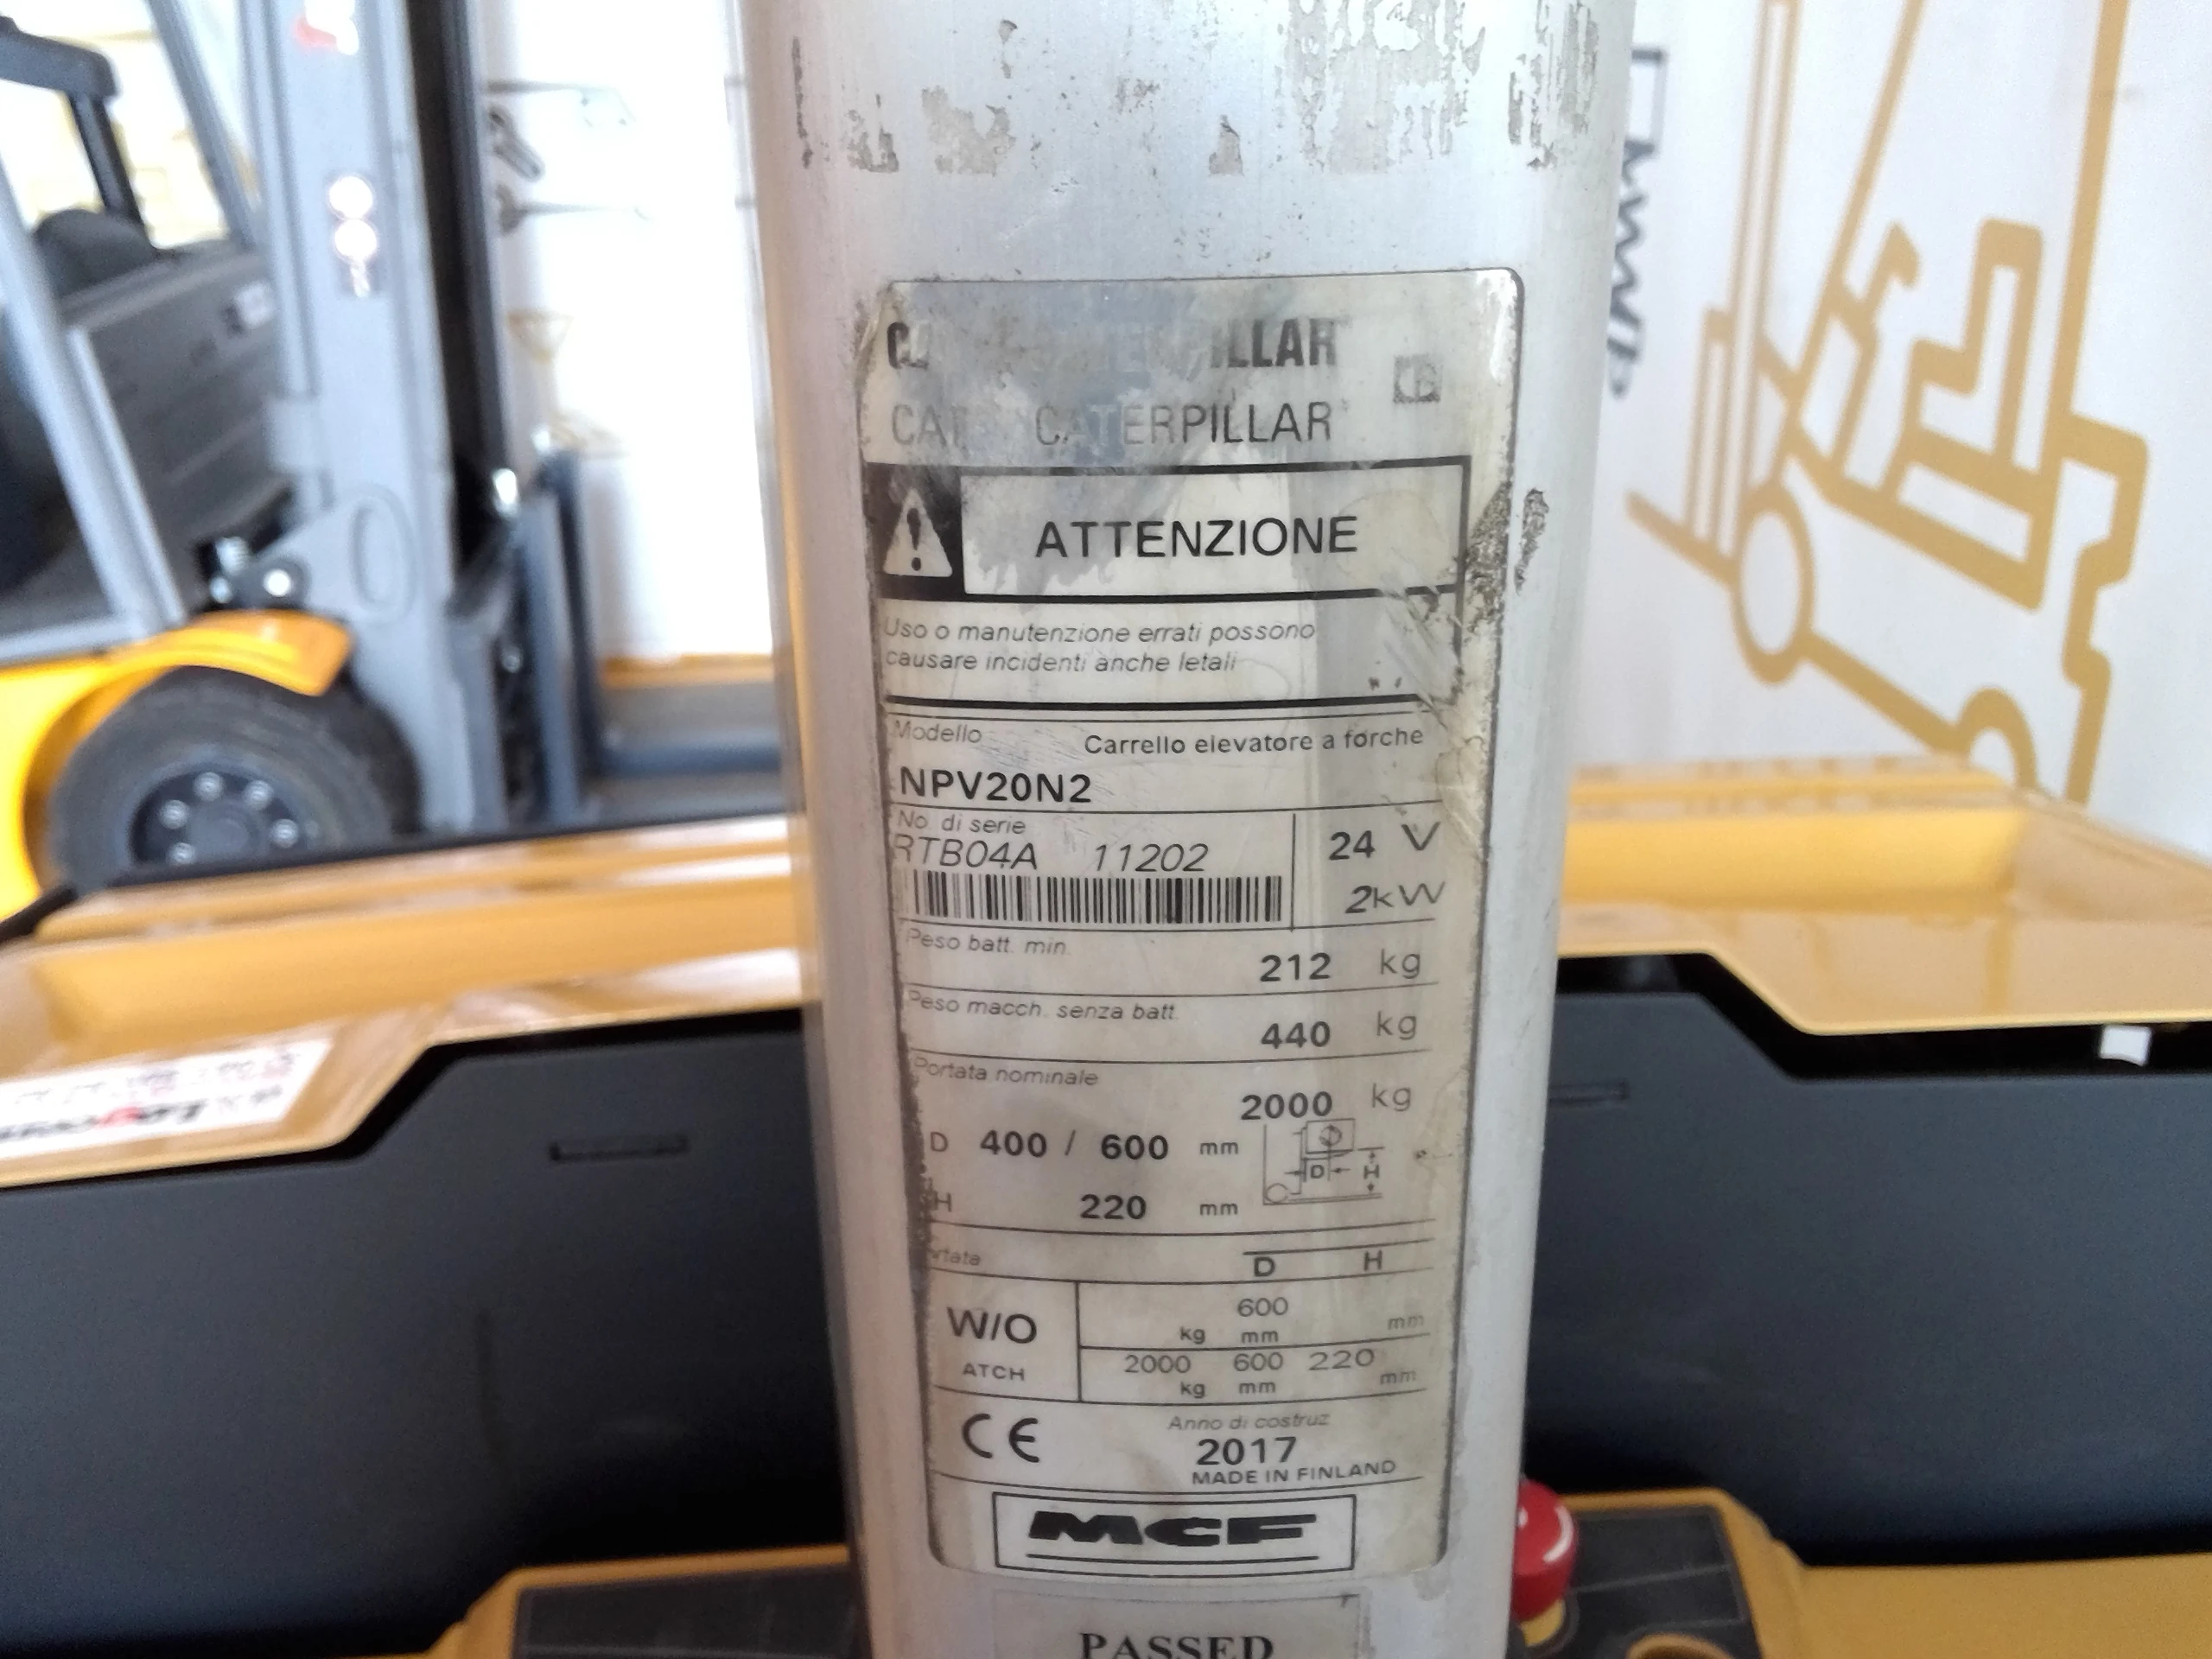 CATERPILLAR
CAT CATERPILLAR
ATTENZIONE
Uso o manutenzione errati possono
causare incidenti anche letali
Modello Carrello elevatore a forche
NPV20N2
No. di serie
RTB04A 11202
24 V
2kW
Peso batt. min.
212 kg
Peso macch. senza batt.
440 kg
Portata nominale
2000 kg
D 400 / 600 mm
D H
H 220 mm
Portata D H
W/O
ATCH
600
kg mm mm
2000 600 220
kg mm mm
CE
Anno di costruz.
2017
MADE IN FINLAND
MCF
PASSED